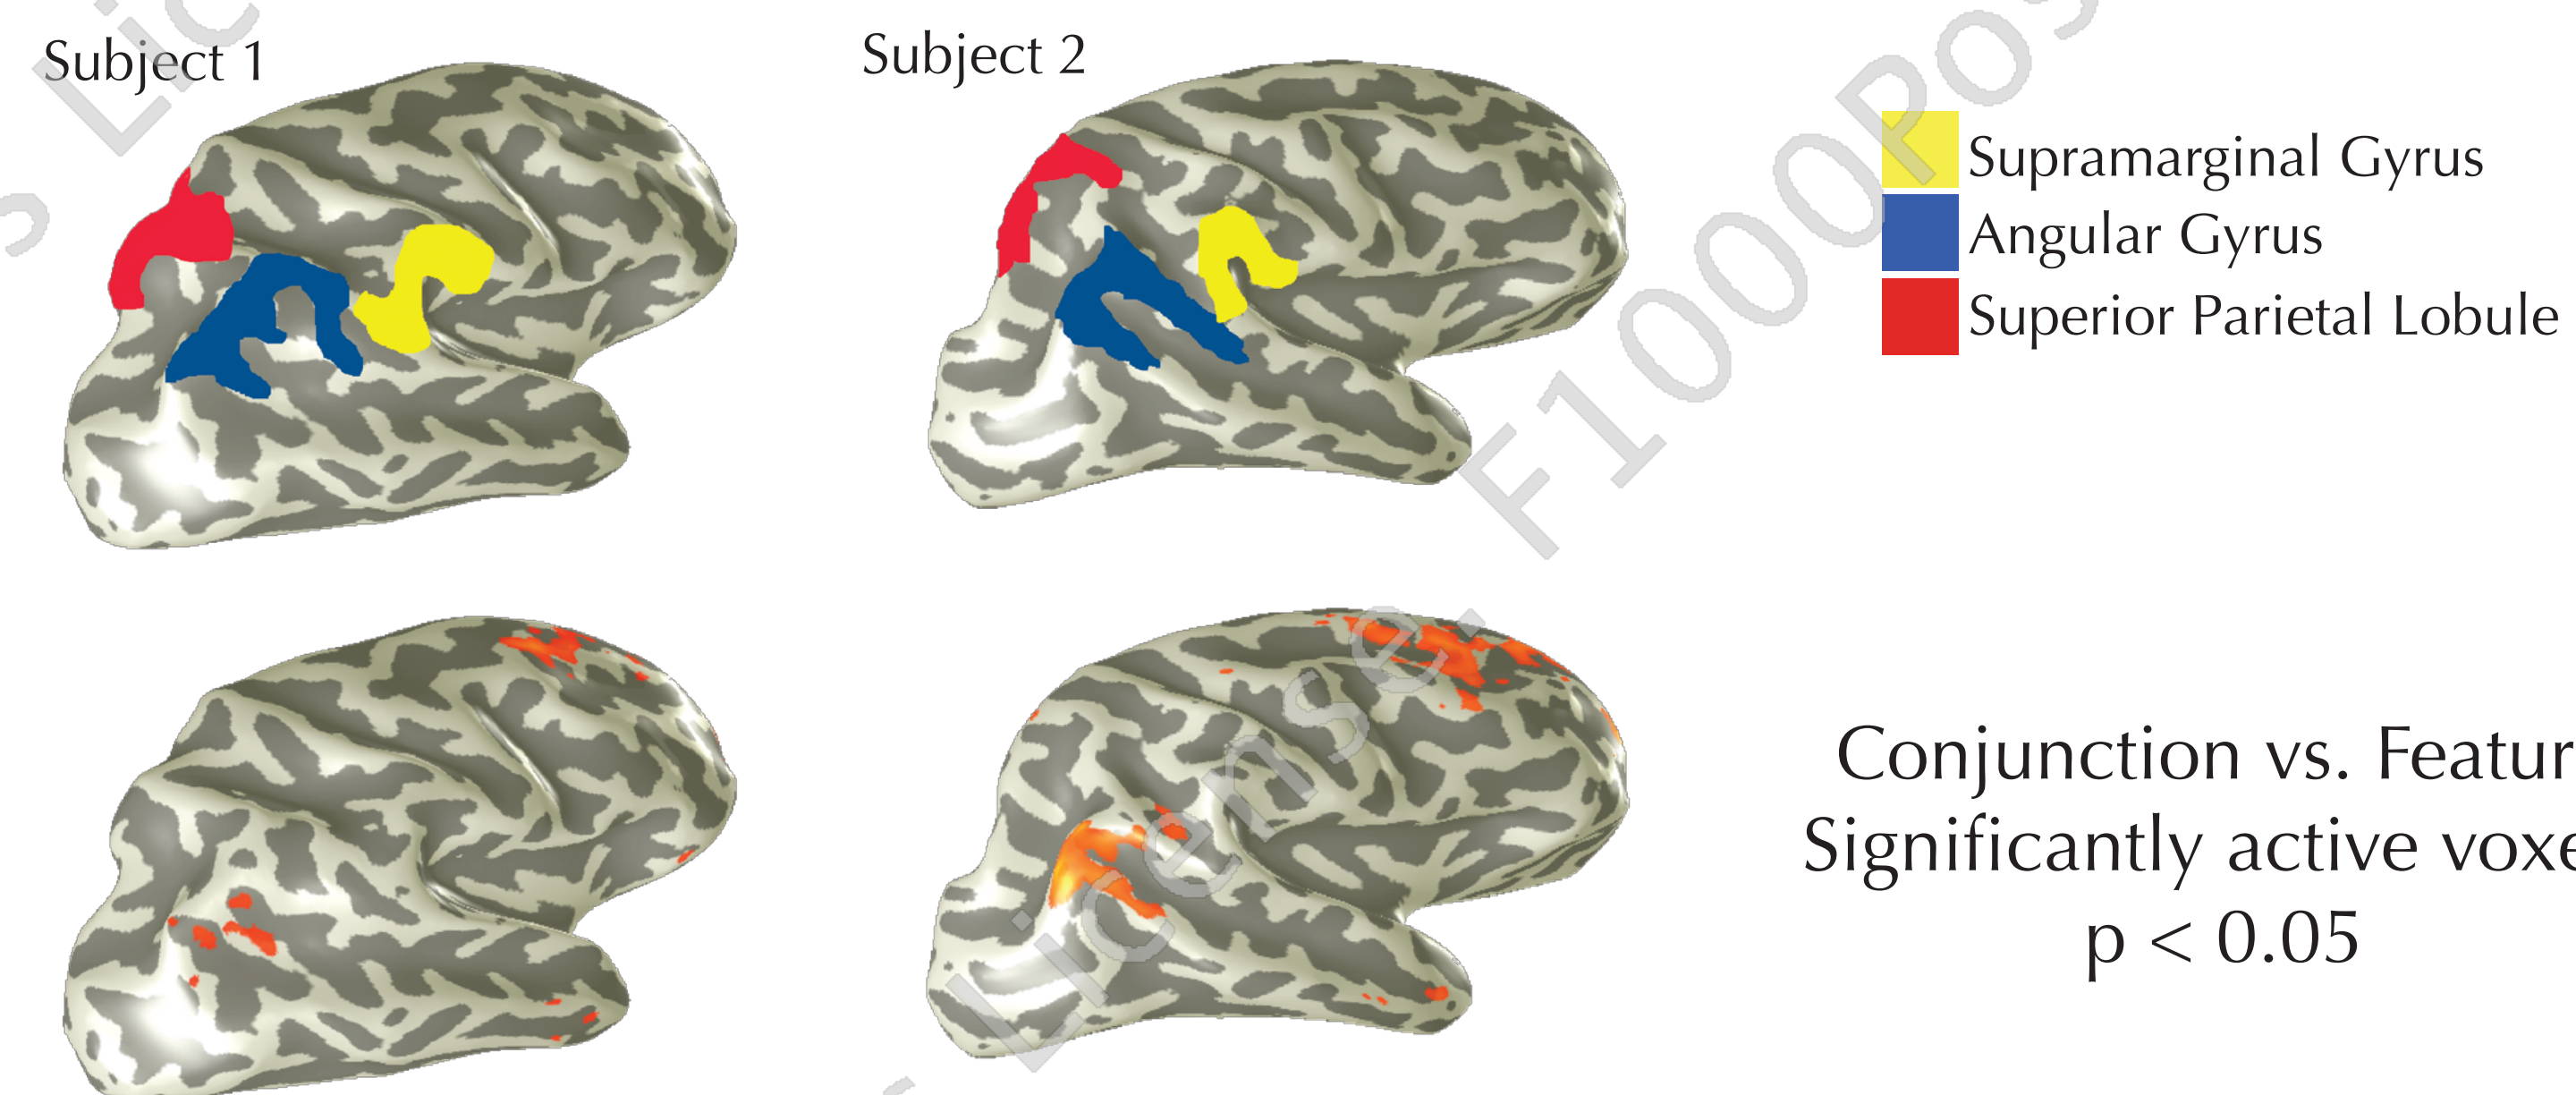 Subject 1
Subject 2
Supramarginal Gyrus
Angular Gyrus
Superior Parietal Lobule
Conjunction vs. Featur
Significantly active voxe
p < 0.05
s Lic
s License. F1000Pos